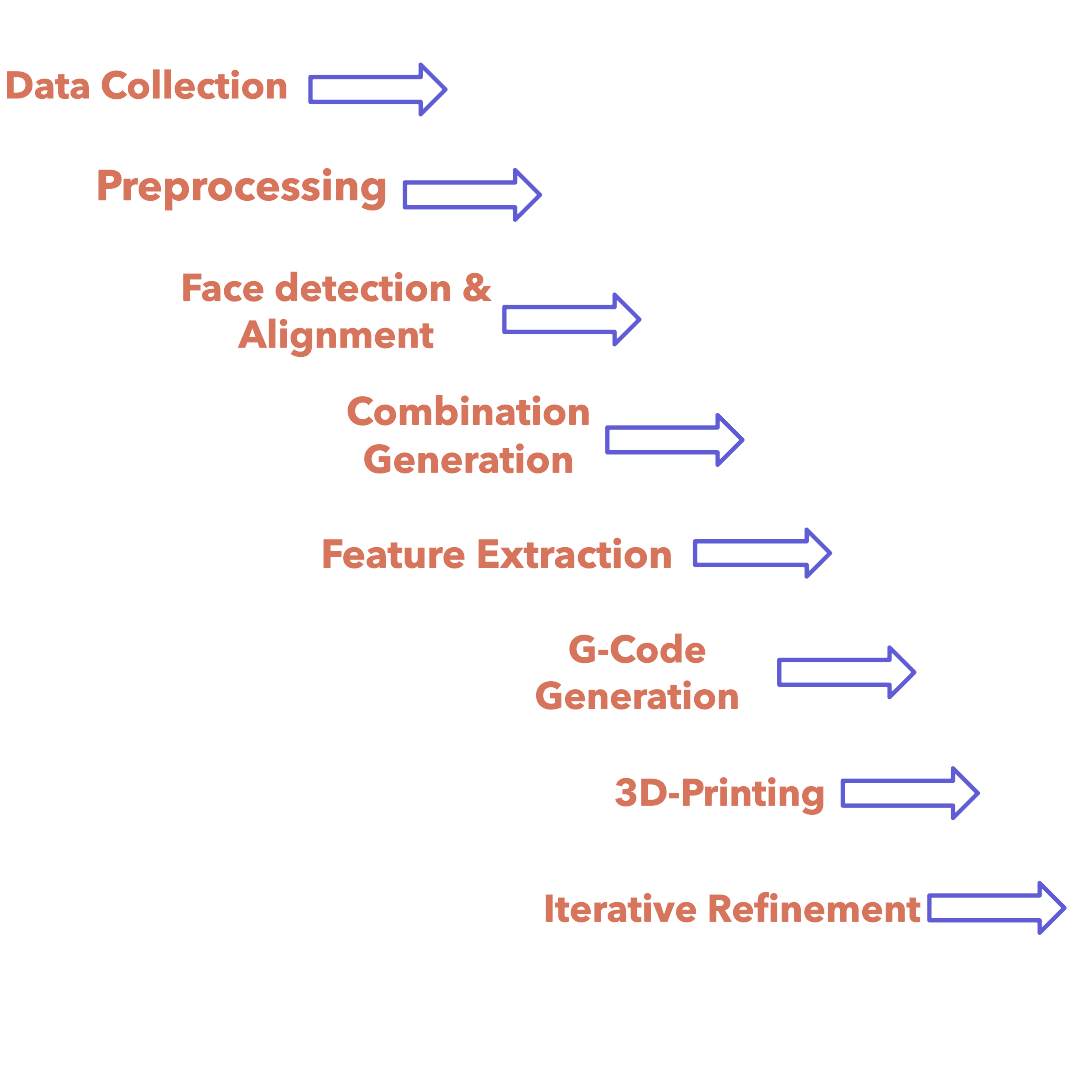 Data Collection
Preprocessing
Face detection &
Alignment
Combination
Generation
Feature Extraction
G-Code
Generation
3D-Printing
Iterative Refinement